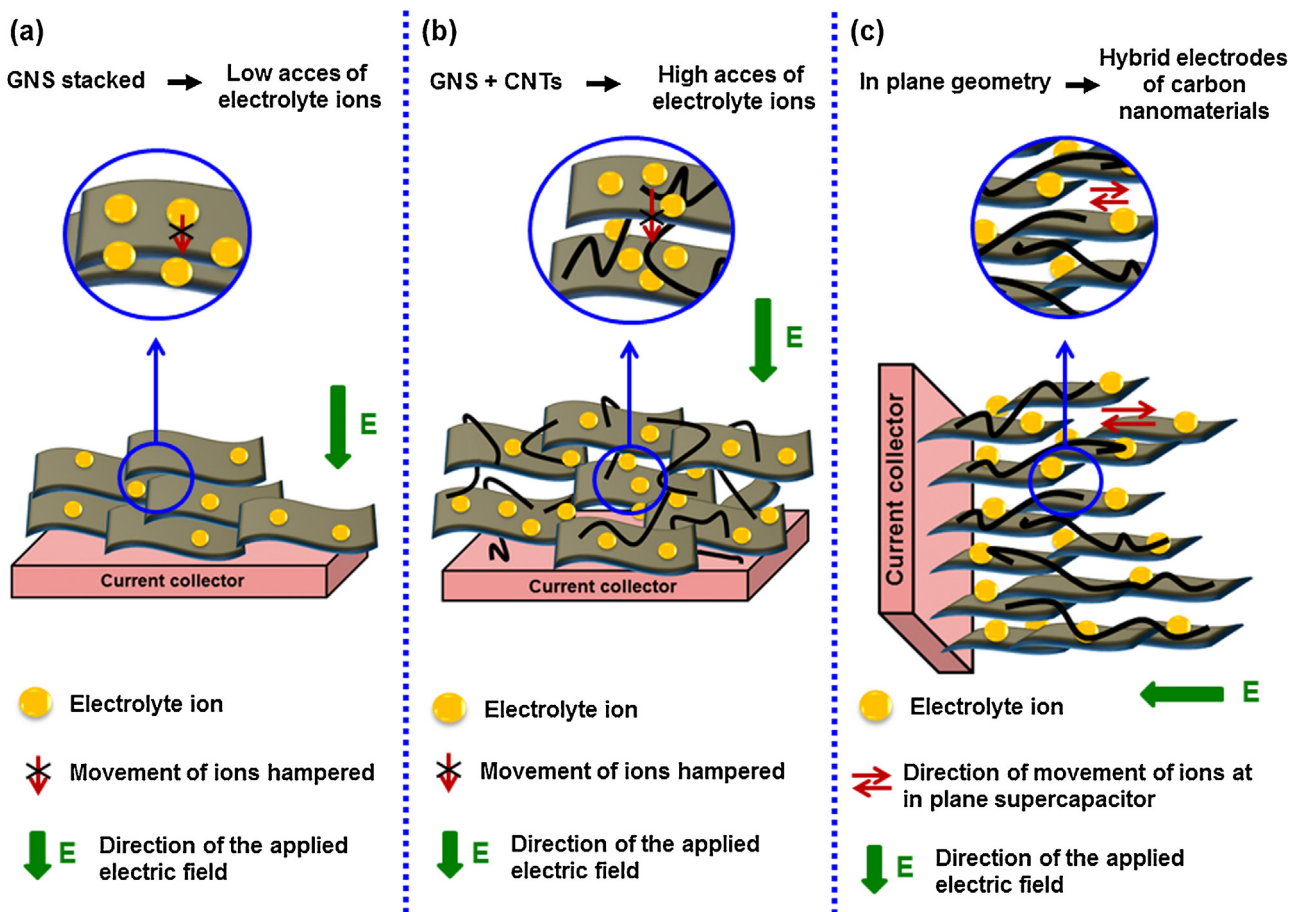 (a)
GNS stacked
Low acces of
electrolyte ions
E
Current collector
Electrolyte ion
Movement of ions hampered
E
Direction of the applied
electric field
(b)
GNS + CNTs
High acces of
electrolyte ions
E
Current collector
Electrolyte ion
Movement of ions hampered
E
Direction of the applied
electric field
(c)
In plane geometry
Hybrid electrodes
of carbon
nanomaterials
Current collector
E
Electrolyte ion
Direction of movement of ions at
in plane supercapacitor
E
Direction of the applied
electric field